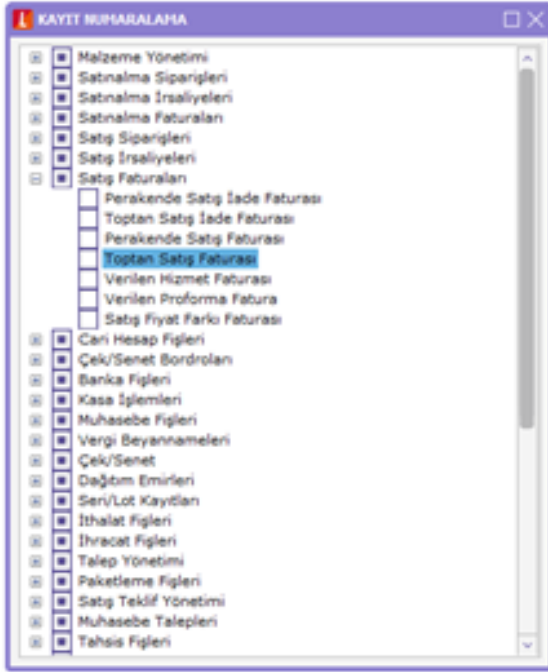 KAYIT NUMARALAMA
Malzeme Yönetimi
Satınalma Siparişleri
Satınalma İrsaliyeleri
Satınalma Faturaları
Satış Siparişleri
Satış İrsaliyeleri
Satış Faturaları
Perakende Satış İade Faturası
Toptan Satış İade Faturası
Perakende Satış Faturası
Toptan Satış Faturası
Verilen Hizmet Faturası
Verilen Proforma Fatura
Satış Fiyat Farkı Faturası
Cari Hesap Fişleri
Çek/Senet Bordroları
Banka Fişleri
Kasa İşlemleri
Muhasebe Fişleri
Vergi Beyannameleri
Çek/Senet
Dağıtım Emirleri
Seri/Lot Kayıtları
İthalat Fişleri
İhracat Fişleri
Talep Yönetimi
Paketleme Fişleri
Satış Teklif Yönetimi
Muhasebe Talepleri
Tahsis Fişleri